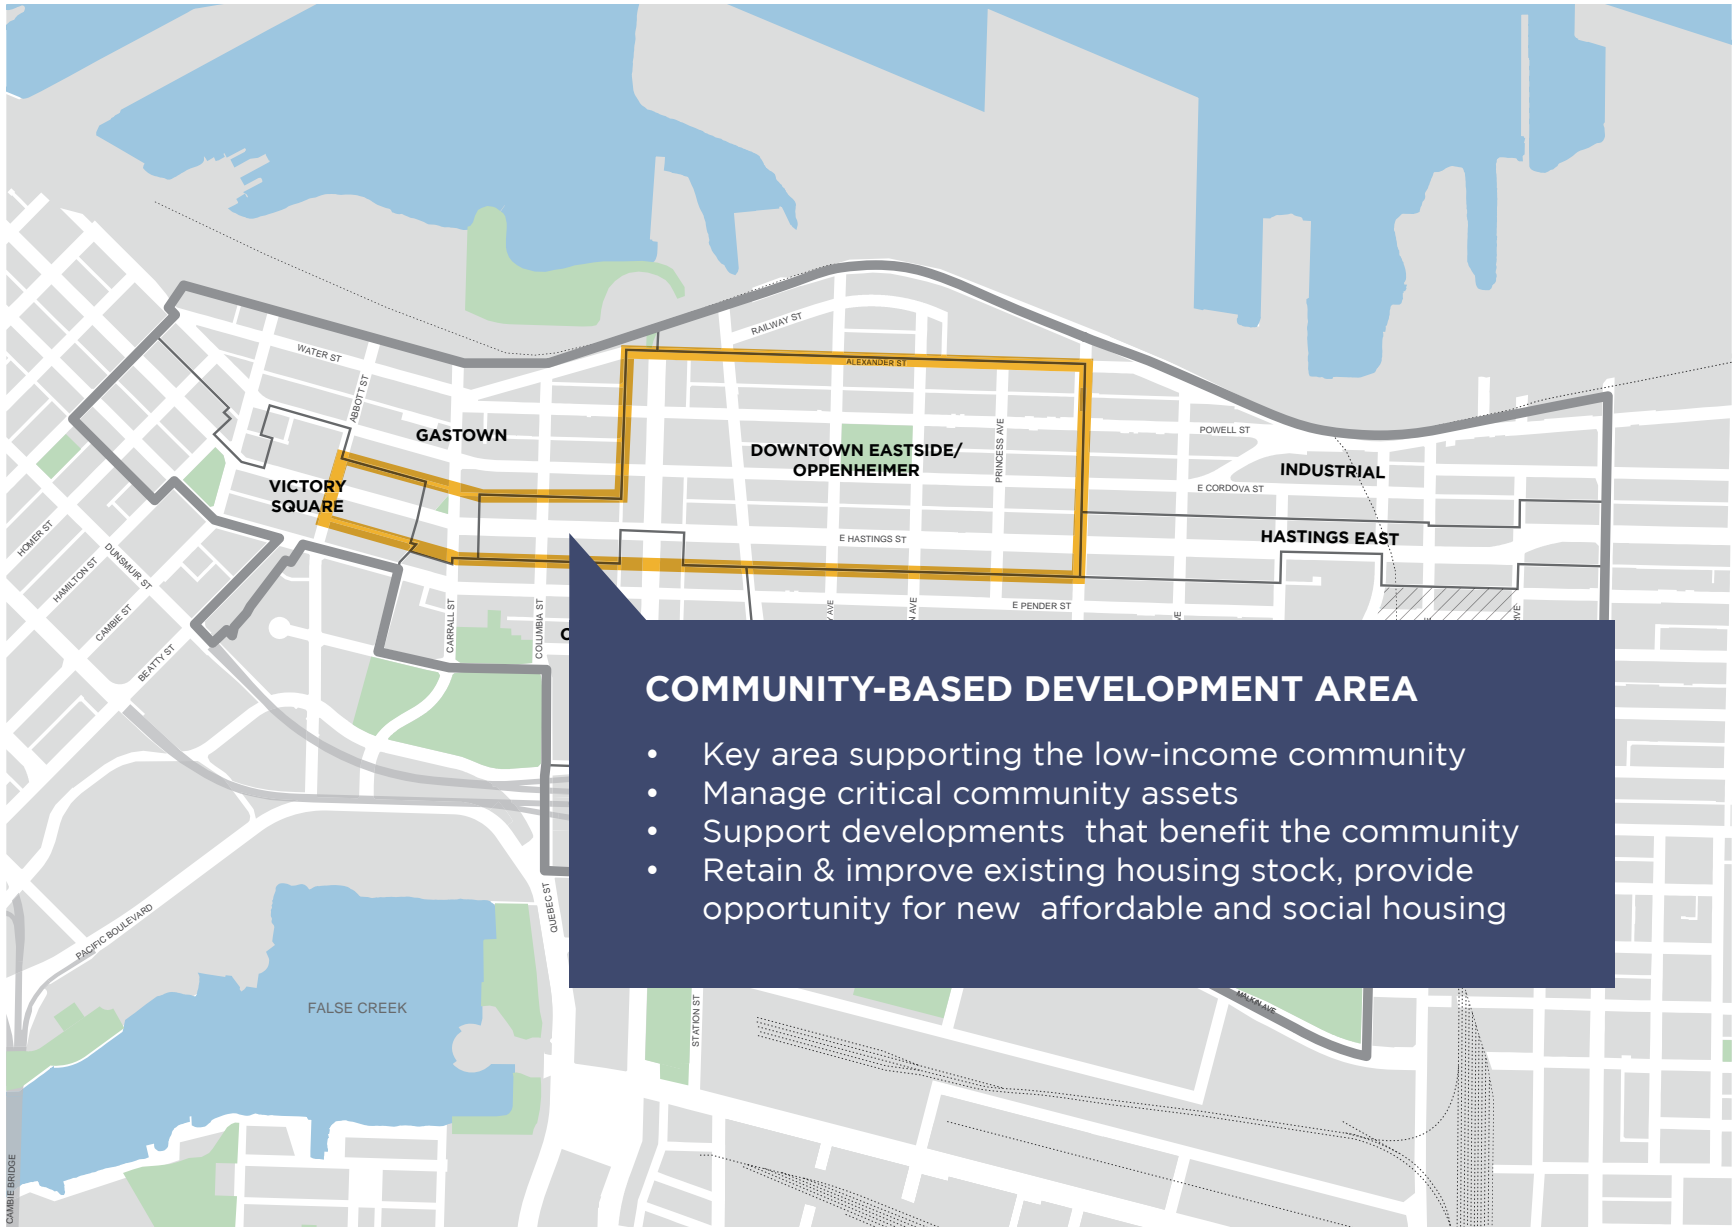 RAILWAY ST
WATER ST
ALEXANDER ST
ABBOTT ST
GASTOWN
POWELL ST
DOWNTOWN EASTSIDE/
OPPENHEIMER
PRINCESS AVE
INDUSTRIAL
VICTORY
SQUARE
E CORDOVA ST
HOMER ST
E HASTINGS ST
HASTINGS EAST
DUNSMUIR ST
HAMILTON ST
CAMBIE ST
BEATTY ST
CARRALL ST
COLUMBIA ST
E PENDER ST
AVE
AVE
COMMUNITY-BASED DEVELOPMENT AREA
• Key area supporting the low-income community
• Manage critical community assets
• Support developments that benefit the community
• Retain & improve existing housing stock, provide
opportunity for new affordable and social housing
QUEBEC ST
PACIFIC BOULEVARD
FALSE CREEK
STATION ST
MALKIN AVE
CAMBIE BRIDGE